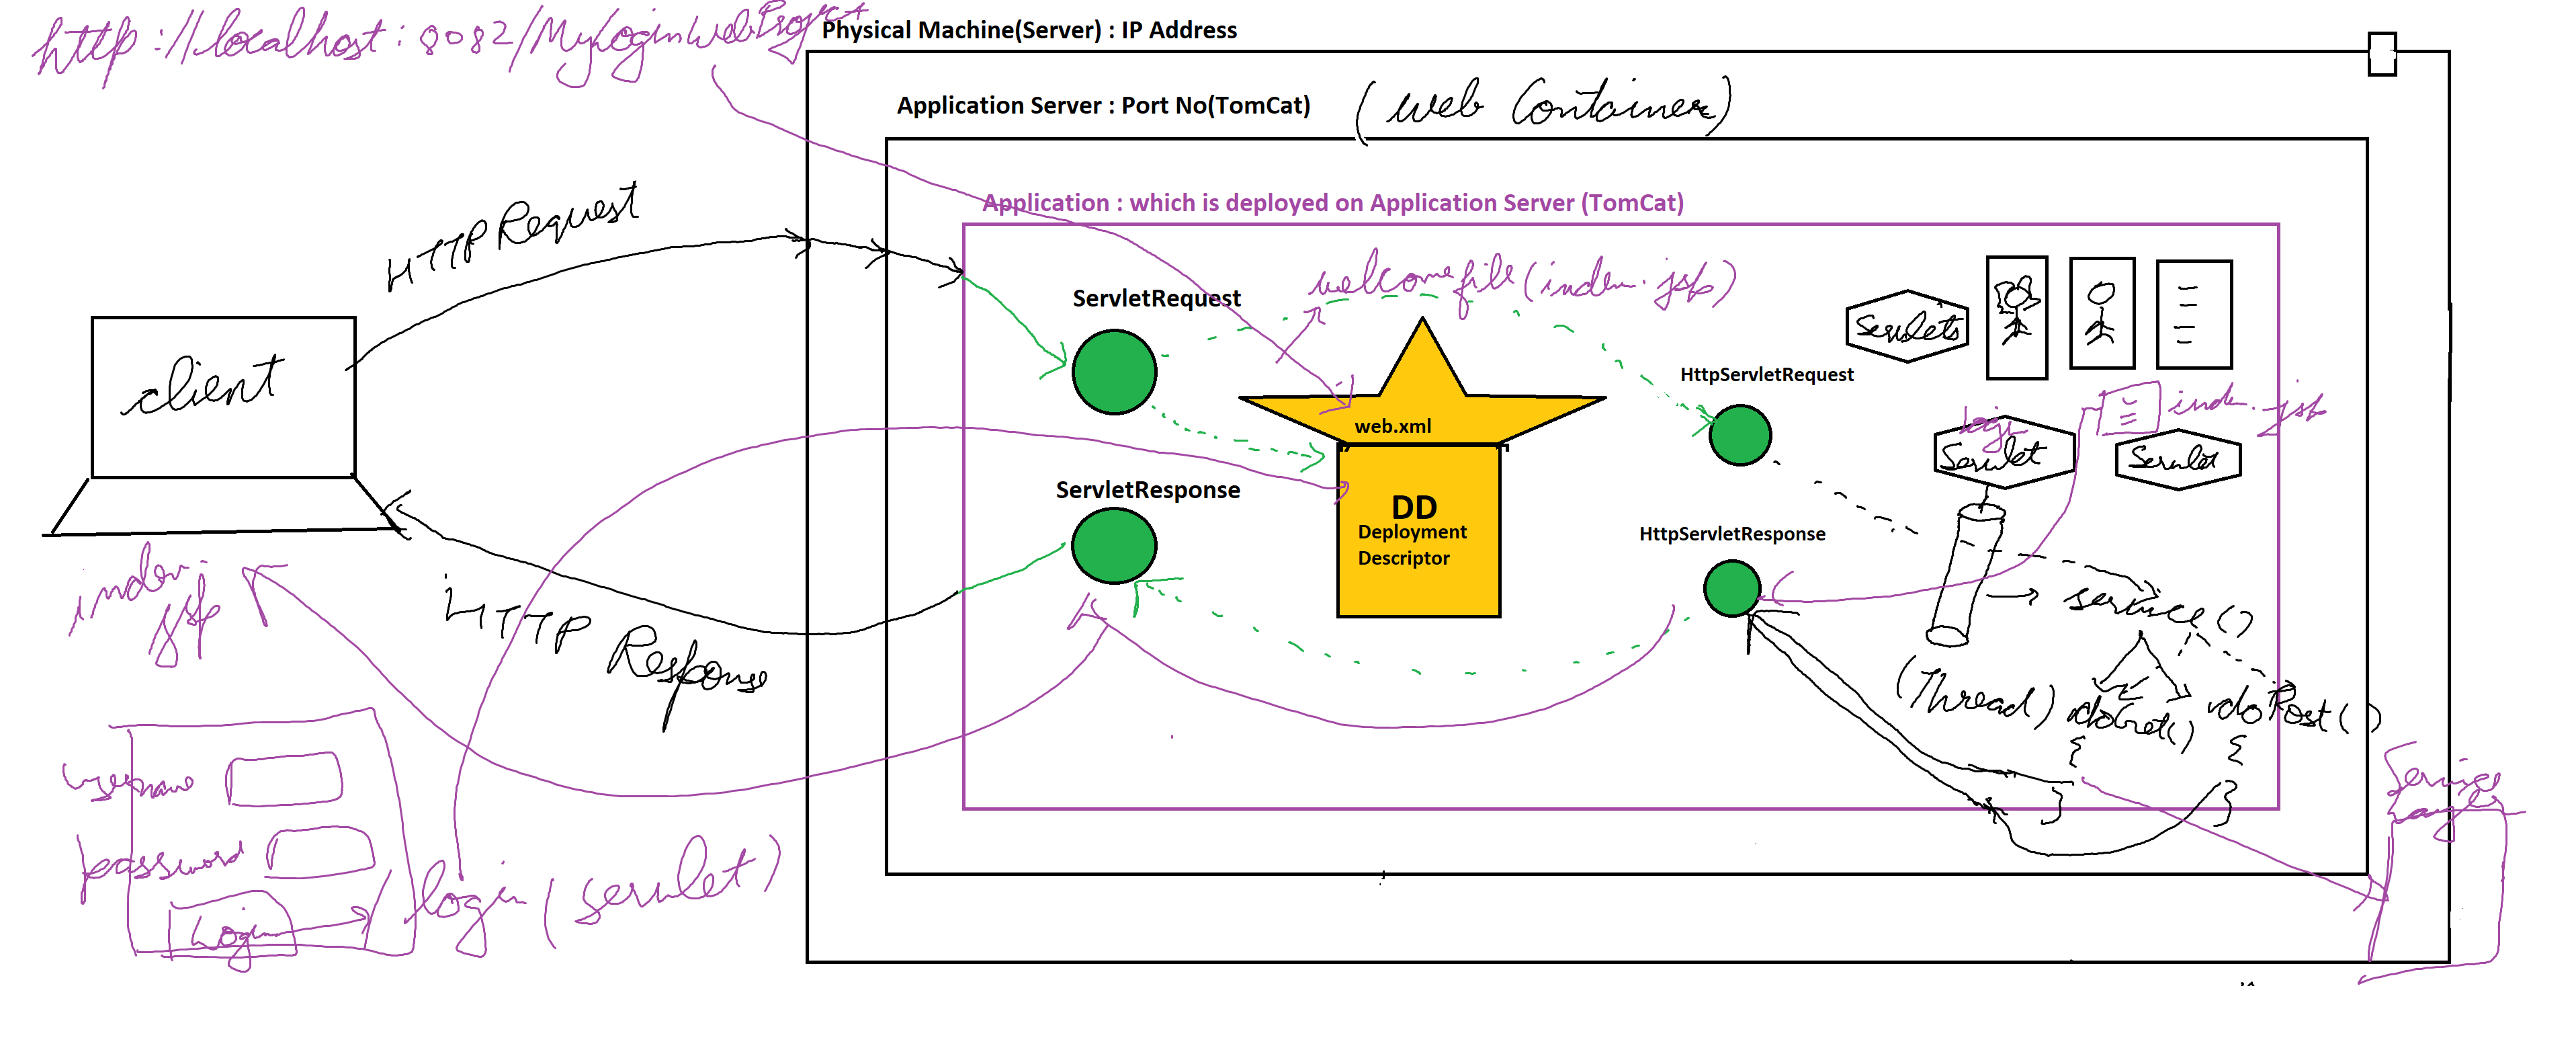 http://localhost:8082/MyLoginWebProject
Physical Machine(Server) : IP Address
Application Server : Port No(TomCat)
(Web Container)
Application : which is deployed on Application Server (TomCat)
HTTP Request
client
HTTP Response
index.jsp
username
password
Login
login (servlet)
ServletRequest
welcomefile (index.jsp)
ServletResponse
web.xml
DD
Deployment
Descriptor
HttpServletRequest
HttpServletResponse
Servlets
login
Servlet
index.jsp
Servlet
service ()
(Thread)
doGet()
{
}
doPost()
{
}
Service